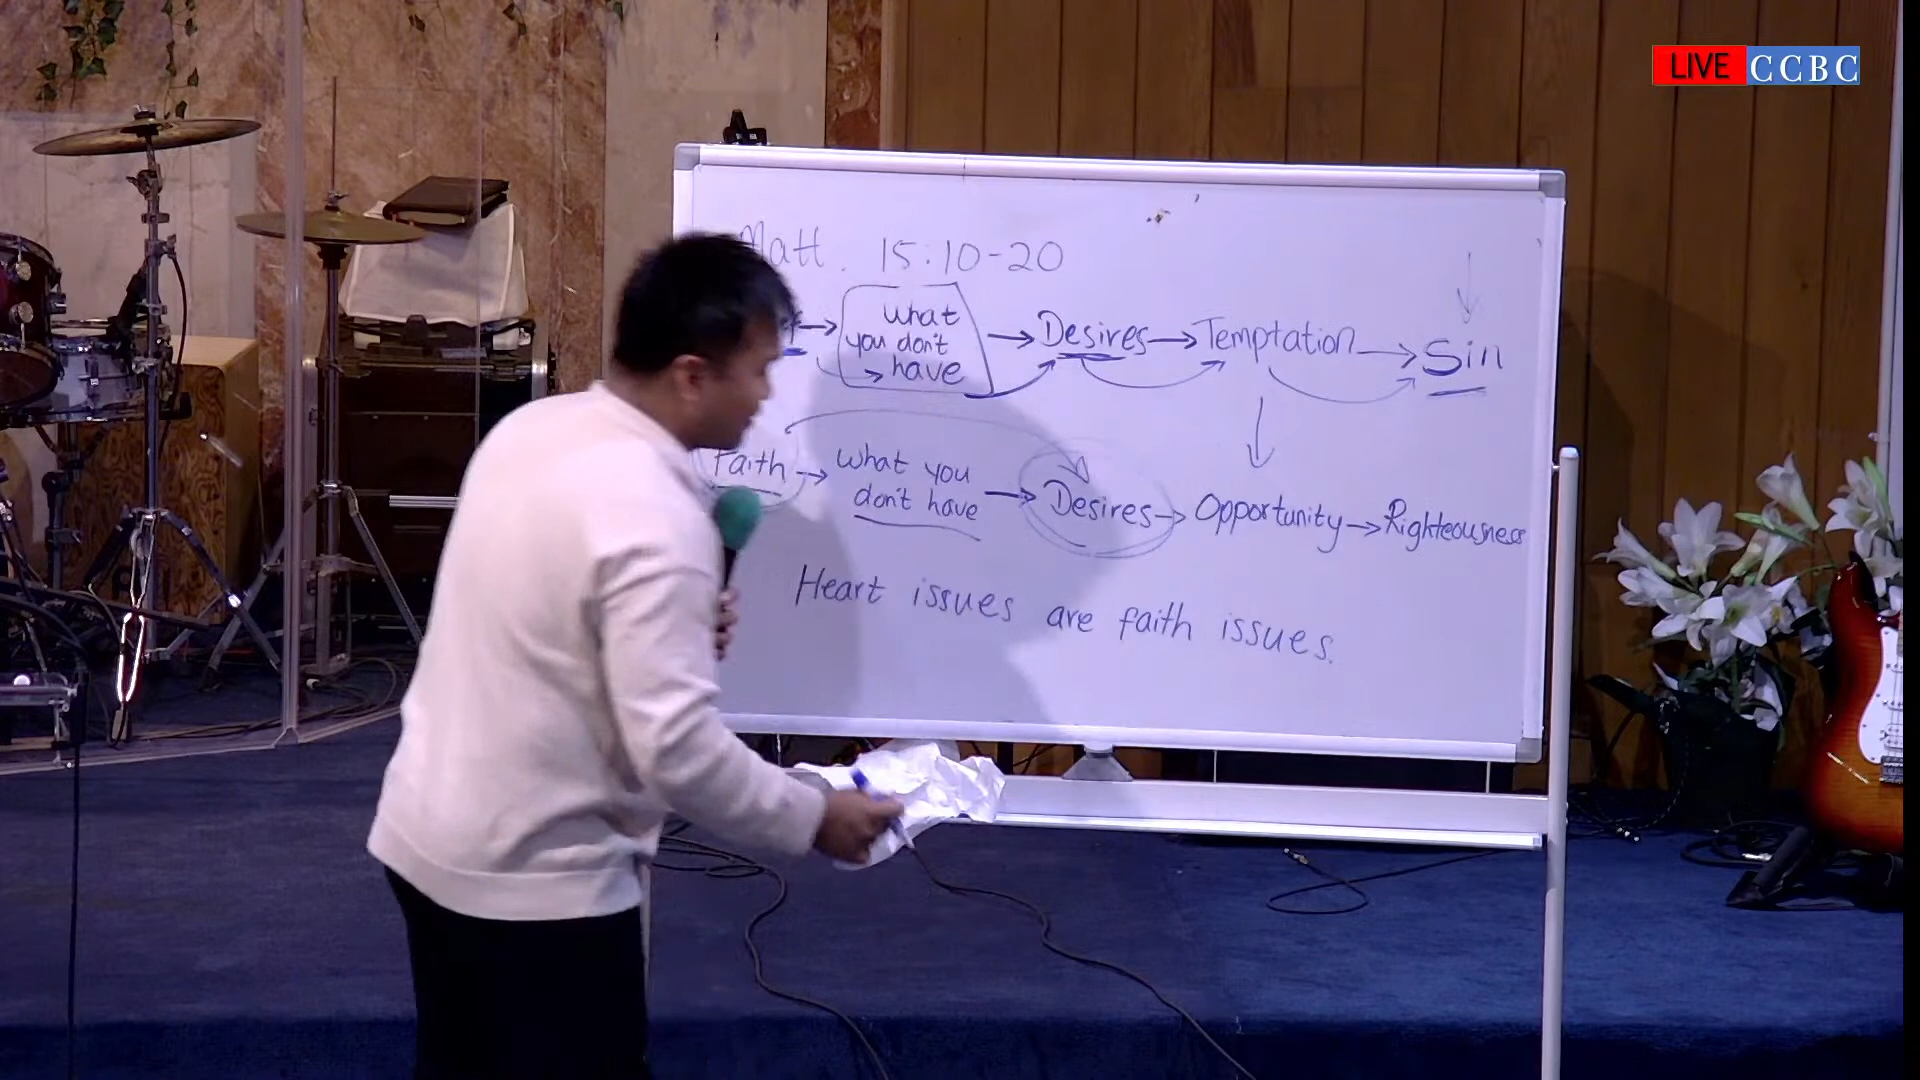 LIVE CCBC
Matt. 15:10-20
what
you don't
have
Desires Temptation Sin
Faith what you
don't have Desires Opportunity Righteousness
Heart issues are faith issues.